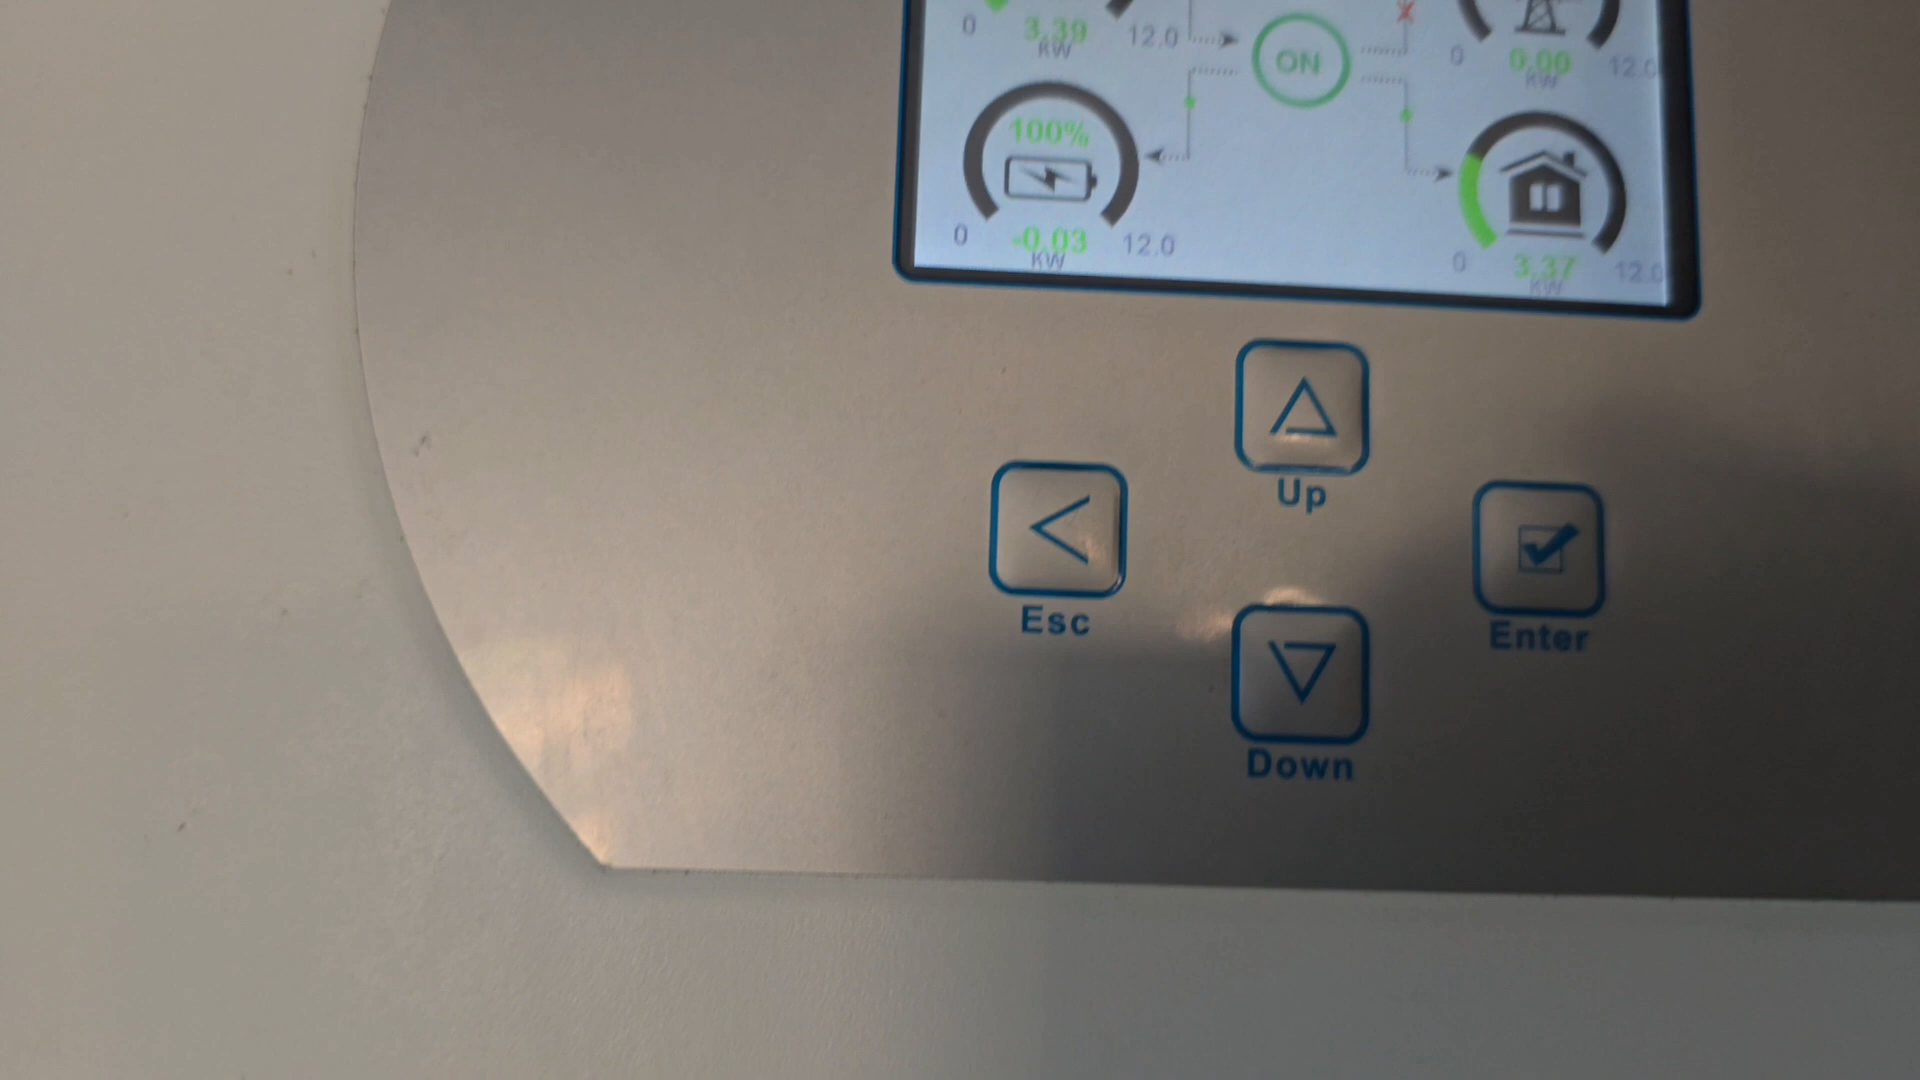 0 3.39 12.0
KW
ON
0 0.00 12.0
KW
100%
0 -0.03 12.0
KW
0 3.37 12.0
KW
Up
Esc
Enter
Down